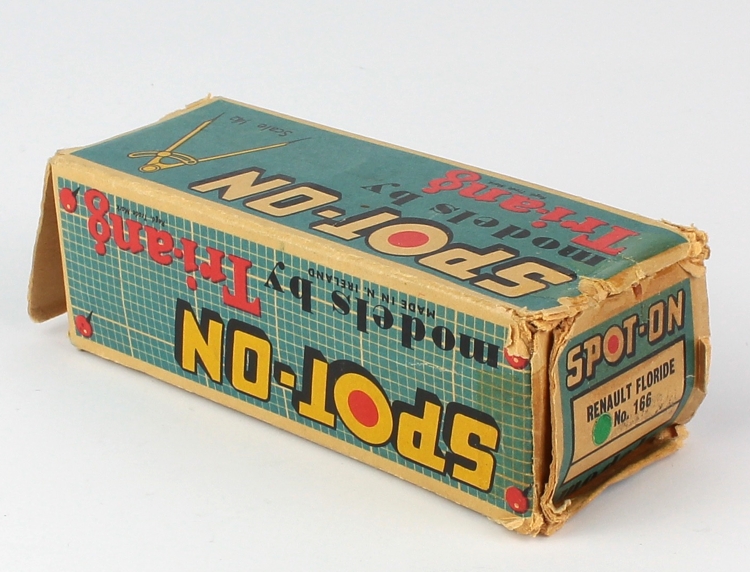 Scale 1/42
SPOT-ON
models by
Tri-ang
SPOT-ON
models by Tri-ang
MADE IN N. IRELAND
SPOT-ON
RENAULT FLORIDE
No. 166